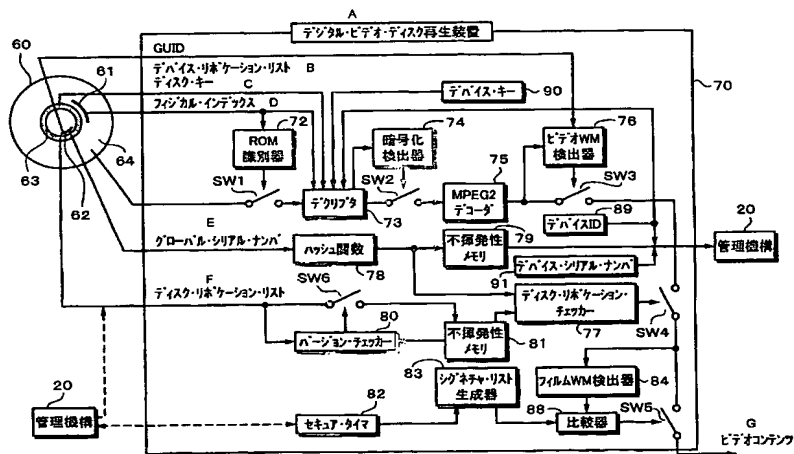 A
デジタル・ビデオ・ディスク再生装置
60
GUID
デバイス・リボケーション・リスト B
ディスク・キー C
フィジカル・インデックス D
61
63
62
64
デバイス・キー
90
70
72
ROM
識別器
74
暗号化
検出器
76
ビデオWM
検出器
SW1
デクリプタ
73
SW2
75
MPEG2
デコーダ
SW3
89
デバイスID
E
グローバル・シリアル・ナンバ
ハッシュ関数
78
79
不揮発性
メモリ
20
管理機構
91
デバイス・シリアル・ナンバ
F
ディスク・リボケーション・リスト
SW6
80
バージョン・チェッカー
不揮発性
メモリ
81
ディスク・リボケーション・
チェッカー
77
SW4
83
シグネチャ・リスト
生成器
フィルムWM検出器
84
20
管理機構
82
セキュア・タイマ
88
比較器
SW5
G
ビデオコンテンツ